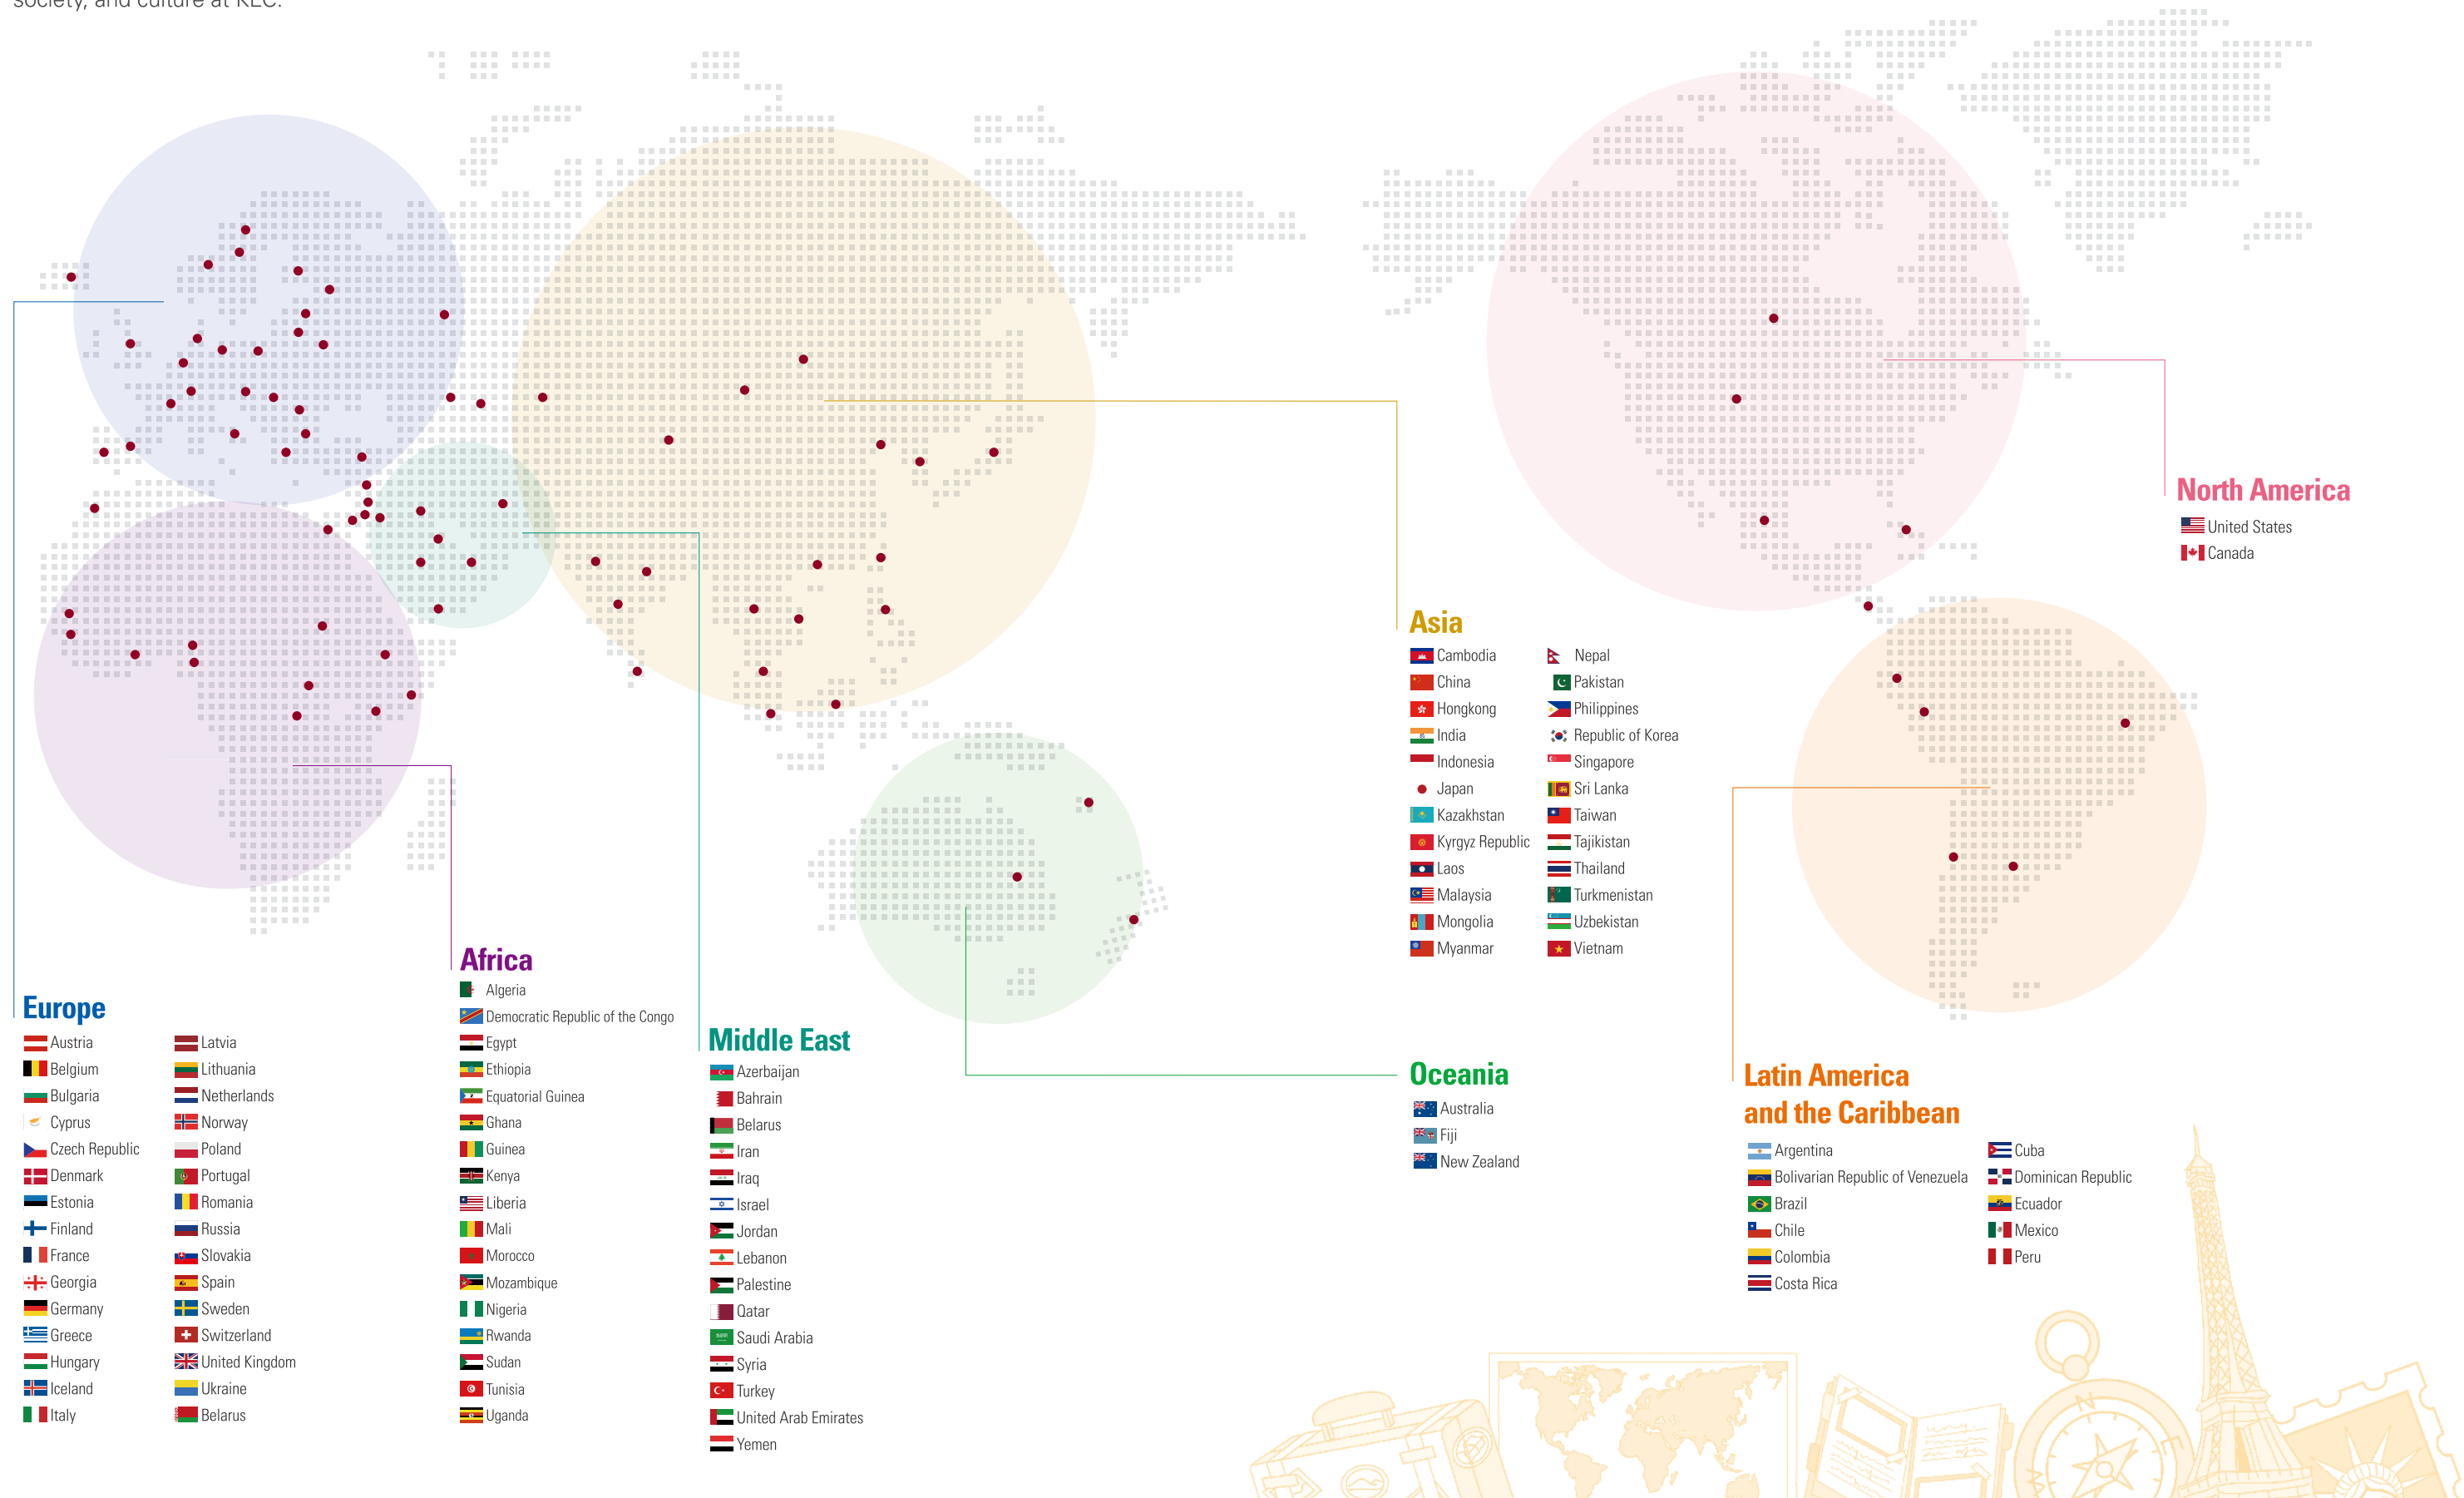 society, and culture at KLC.
North America
United States
Canada
Asia
Cambodia
China
Hongkong
India
Indonesia
Japan
Kazakhstan
Kyrgyz Republic
Laos
Malaysia
Mongolia
Myanmar
Nepal
Pakistan
Philippines
Republic of Korea
Singapore
Sri Lanka
Taiwan
Tajikistan
Thailand
Turkmenistan
Uzbekistan
Vietnam
Europe
Austria
Belgium
Bulgaria
Cyprus
Czech Republic
Denmark
Estonia
Finland
France
Georgia
Germany
Greece
Hungary
Iceland
Italy
Latvia
Lithuania
Netherlands
Norway
Poland
Portugal
Romania
Russia
Slovakia
Spain
Sweden
Switzerland
United Kingdom
Ukraine
Belarus
Africa
Algeria
Democratic Republic of the Congo
Egypt
Ethiopia
Equatorial Guinea
Ghana
Guinea
Kenya
Liberia
Mali
Morocco
Mozambique
Nigeria
Rwanda
Sudan
Tunisia
Uganda
Middle East
Azerbaijan
Bahrain
Belarus
Iran
Iraq
Israel
Jordan
Lebanon
Palestine
Qatar
Saudi Arabia
Syria
Turkey
United Arab Emirates
Yemen
Oceania
Australia
Fiji
New Zealand
Latin America
and the Caribbean
Argentina
Bolivarian Republic of Venezuela
Brazil
Chile
Colombia
Costa Rica
Cuba
Dominican Republic
Ecuador
Mexico
Peru
N
W